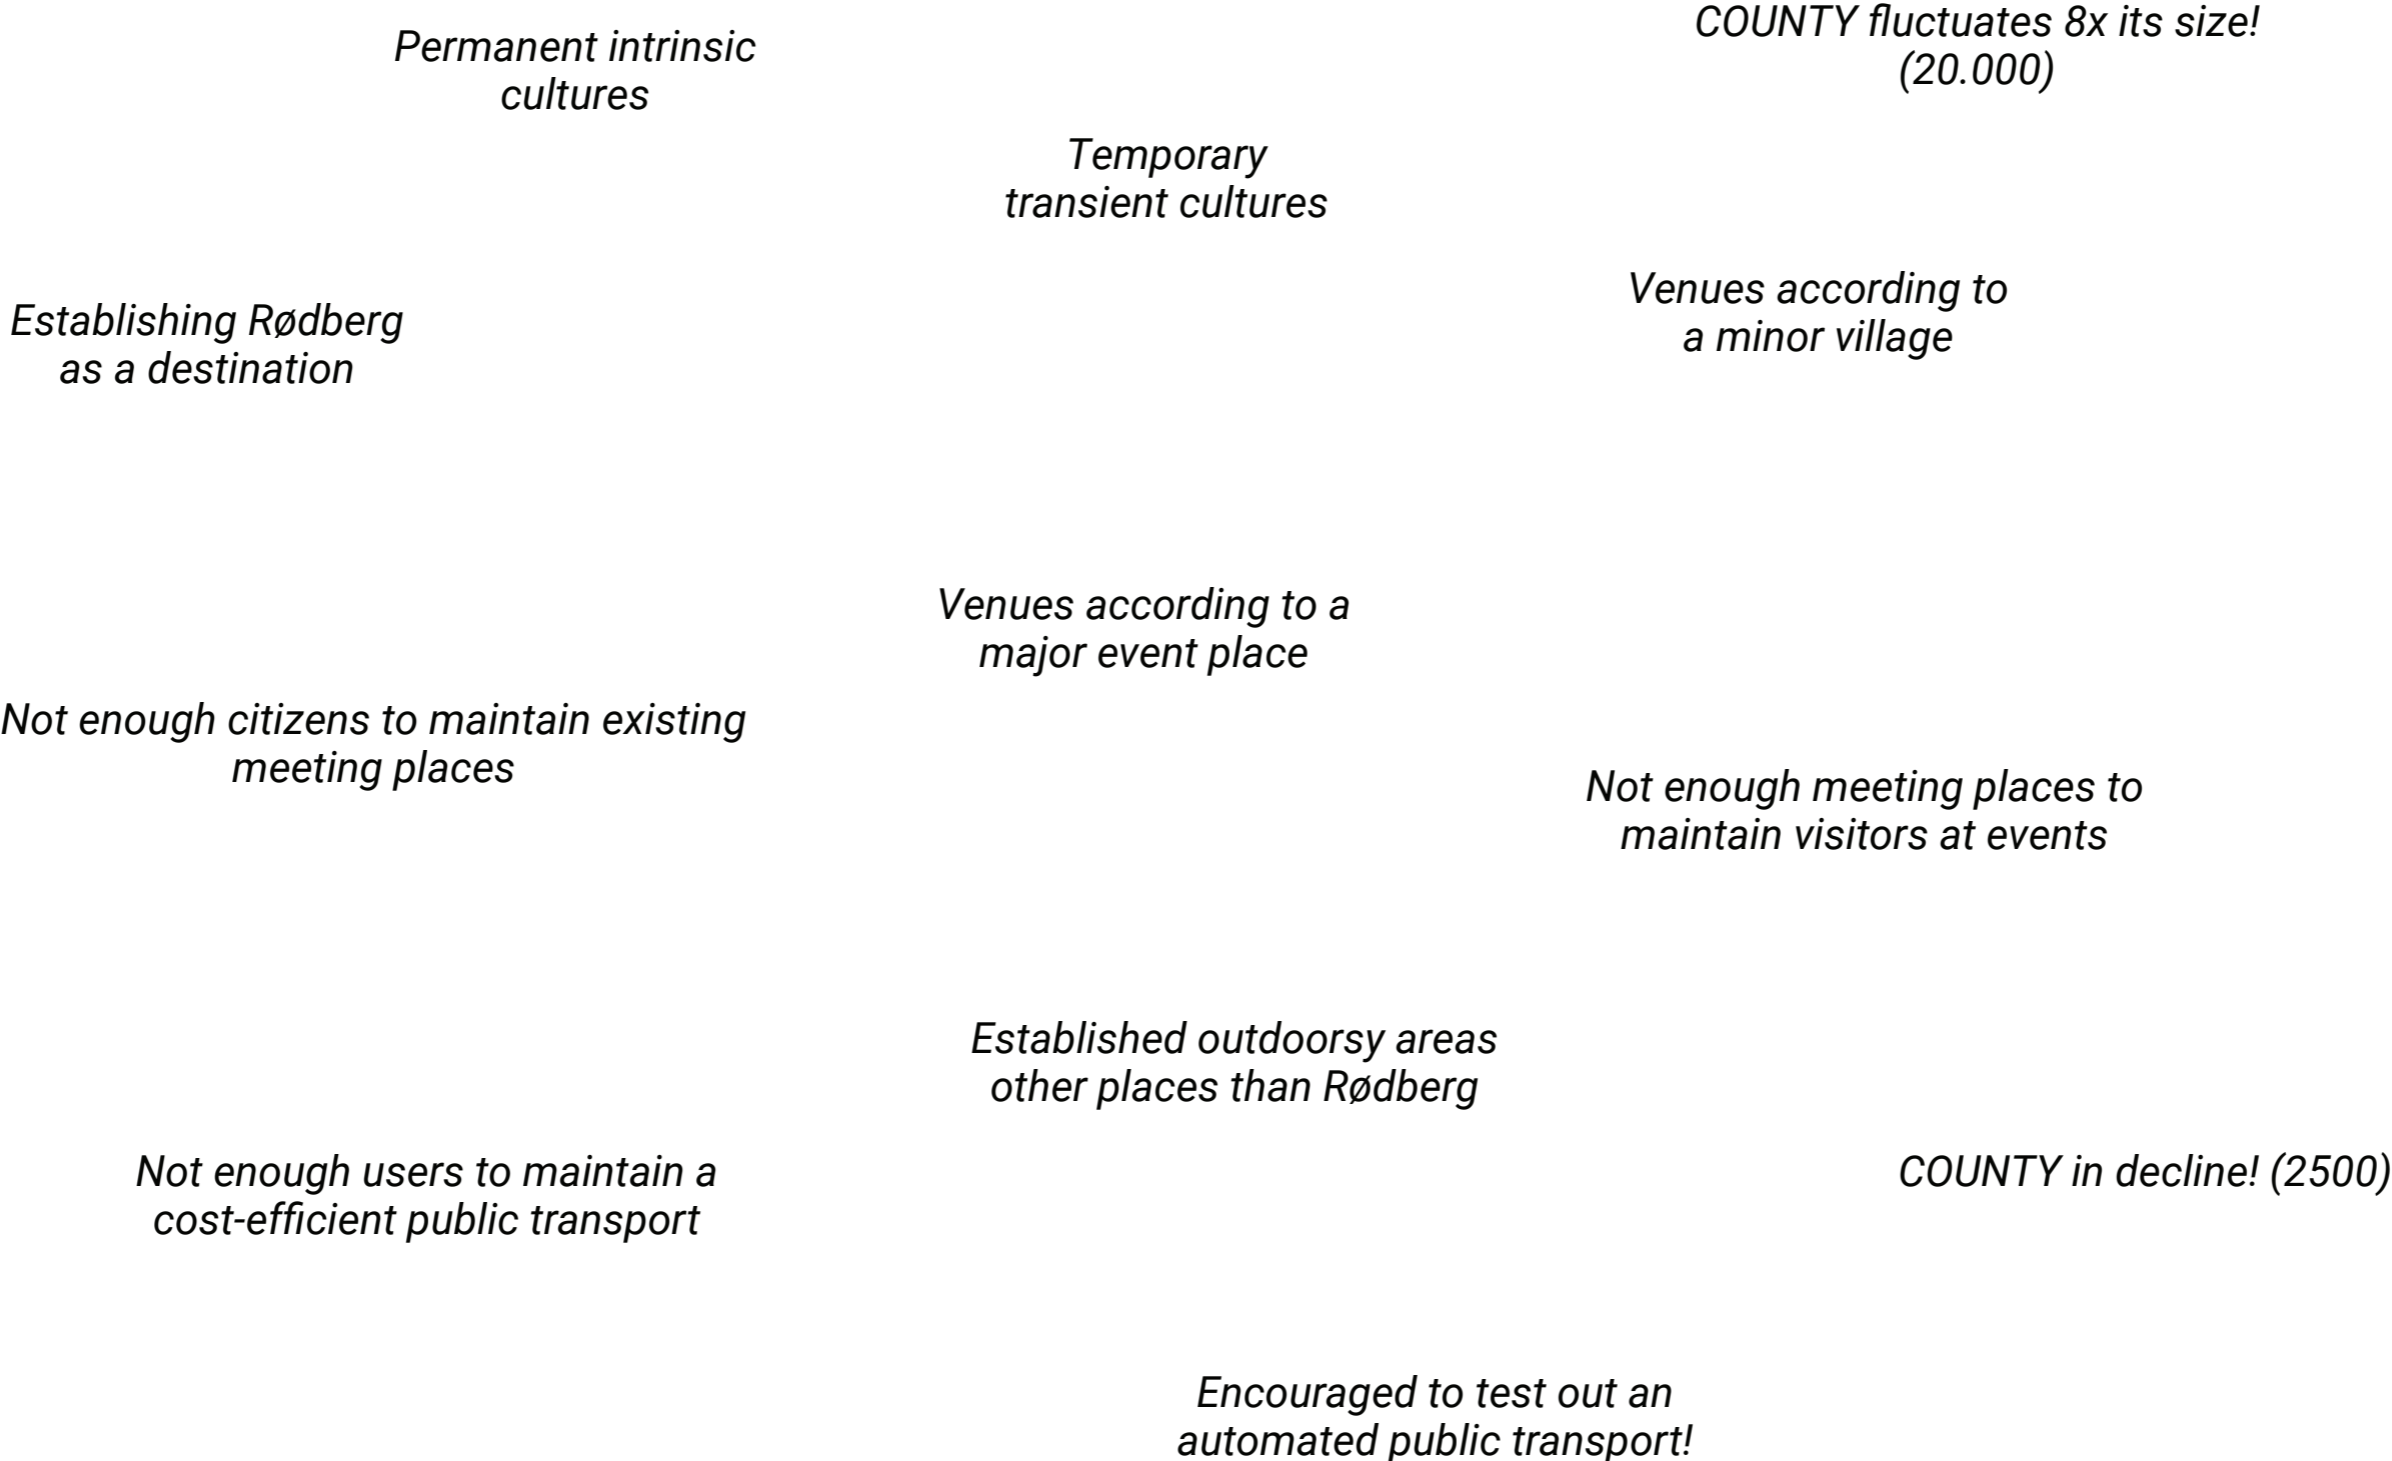 Permanent intrinsic
cultures
COUNTY fluctuates 8x its size!
(20.000)
Temporary
transient cultures
Establishing Rødberg
as a destination
Venues according to
a minor village
Venues according to a
major event place
Not enough citizens to maintain existing
meeting places
Not enough meeting places to
maintain visitors at events
Established outdoorsy areas
other places than Rødberg
Not enough users to maintain a
cost-efficient public transport
COUNTY in decline! (2500)
Encouraged to test out an
automated public transport!